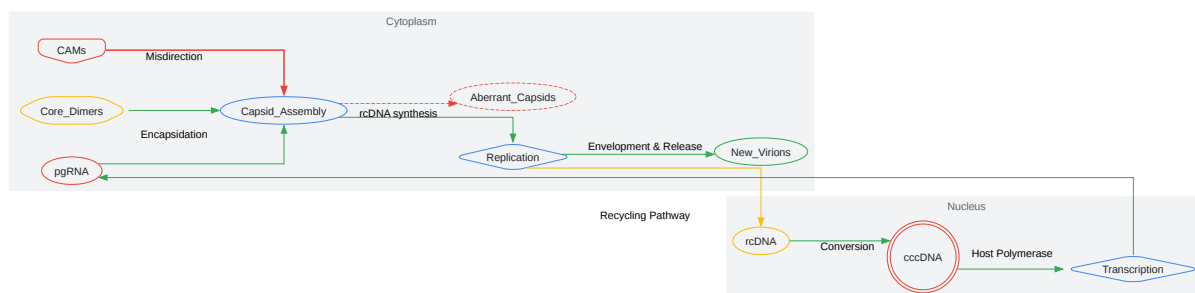 Cytoplasm
CAMs
Misdirection
Core_Dimers
Capsid_Assembly
Aberrant_Capsids
rcDNA synthesis
Encapsidation
pgRNA
Replication
Envelopment & Release
New_Virions
Recycling Pathway
Nucleus
rcDNA
Conversion
cccDNA
Host Polymerase
Transcription